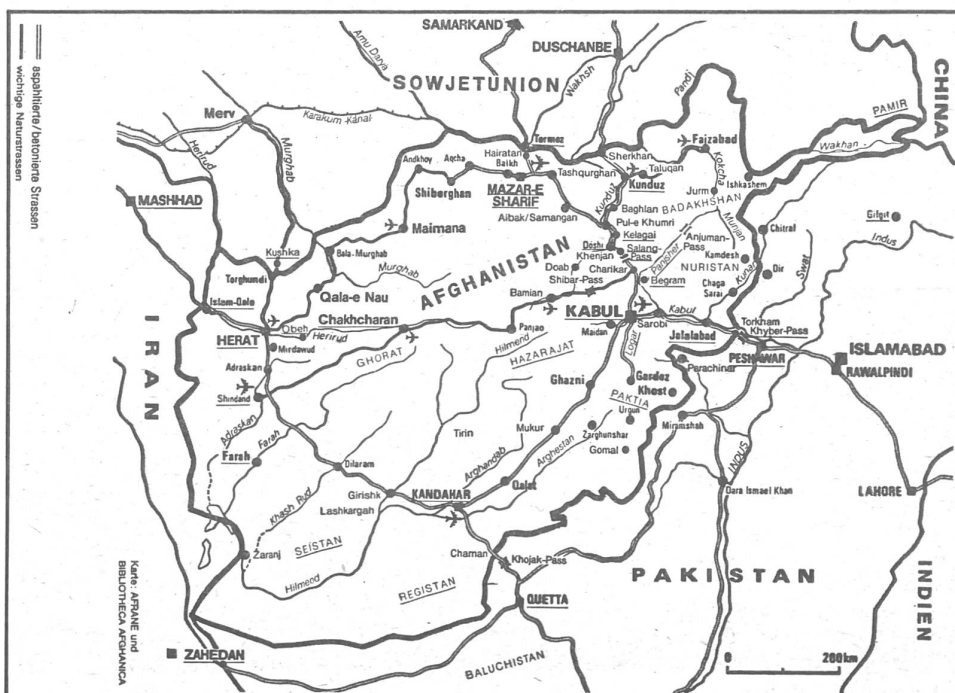 SAMARKAND
DUSCHANBE
CHINA
Amu Darya
SOWJETUNION
Wakhsh
Pandj
PAMIR
aspahltierte/betonierte Strassen
wichtige Naturstrassen
Merv
Karakum-Kanal
Termez
Faizabad
Wakhan
Herirud
Murghab
Hairatan
Sherkhan
Andkhoy
Aqcha
Balkh
Taluqan
Kokcha
Tashqurghan
Kunduz
Ishkashem
MASHHAD
Shiberghan
MAZAR-E
SHARIF
Kunduz
Jurm
Baghlan
BADAKHSHAN
Gilgit
Aibak/Samangan
Pul-e Khumri
Munjan
Maimana
Kelagai
Anjuman-
Pass
Chitral
Indus
Kushka
Doshi
Salang-
Pass
Khenjan
Bala-Murghab
AFGHANISTAN
Panjsher
Kamdesh
Swat
Torghundi
Murghab
Doab
Charikar
NURISTAN
Dir
Shibar-Pass
Begram
Chaga
Sarai
Kunar
Qala-e Nau
Bamian
Islam-Qala
Chakhcharan
KABUL
Kabul
Obeh
Herirud
Panjao
Maidan
Sarobi
Torkham
IRAN
HERAT
Hilmend
Jalalabad
Khyber-Pass
Mirdawud
GHORAT
HAZARAJAT
Logar
PESHAWAR
ISLAMABAD
RAWALPINDI
Adraskan
Parachinar
Shindand
Ghazni
Gardez
Khost
Adraskan
PAKTIA
Farah
Mukur
Urgun
Miramshah
Tirin
Zarghunshar
Farah
Arghandab
Arghestan
Gomal
INDUS
Dilaram
Qalat
Dara Ismael Khan
Girishk
KANDAHAR
LAHORE
Khash Rud
Lashkargah
Zaranj
SEISTAN
Chaman
Khojak-Pass
INDIEN
Hilmend
REGISTAN
PAKISTAN
QUETTA
Karte: AFRANE und
BIBLIOTHECA AFGHANICA
ZAHEDAN
BALUCHISTAN
0
200km